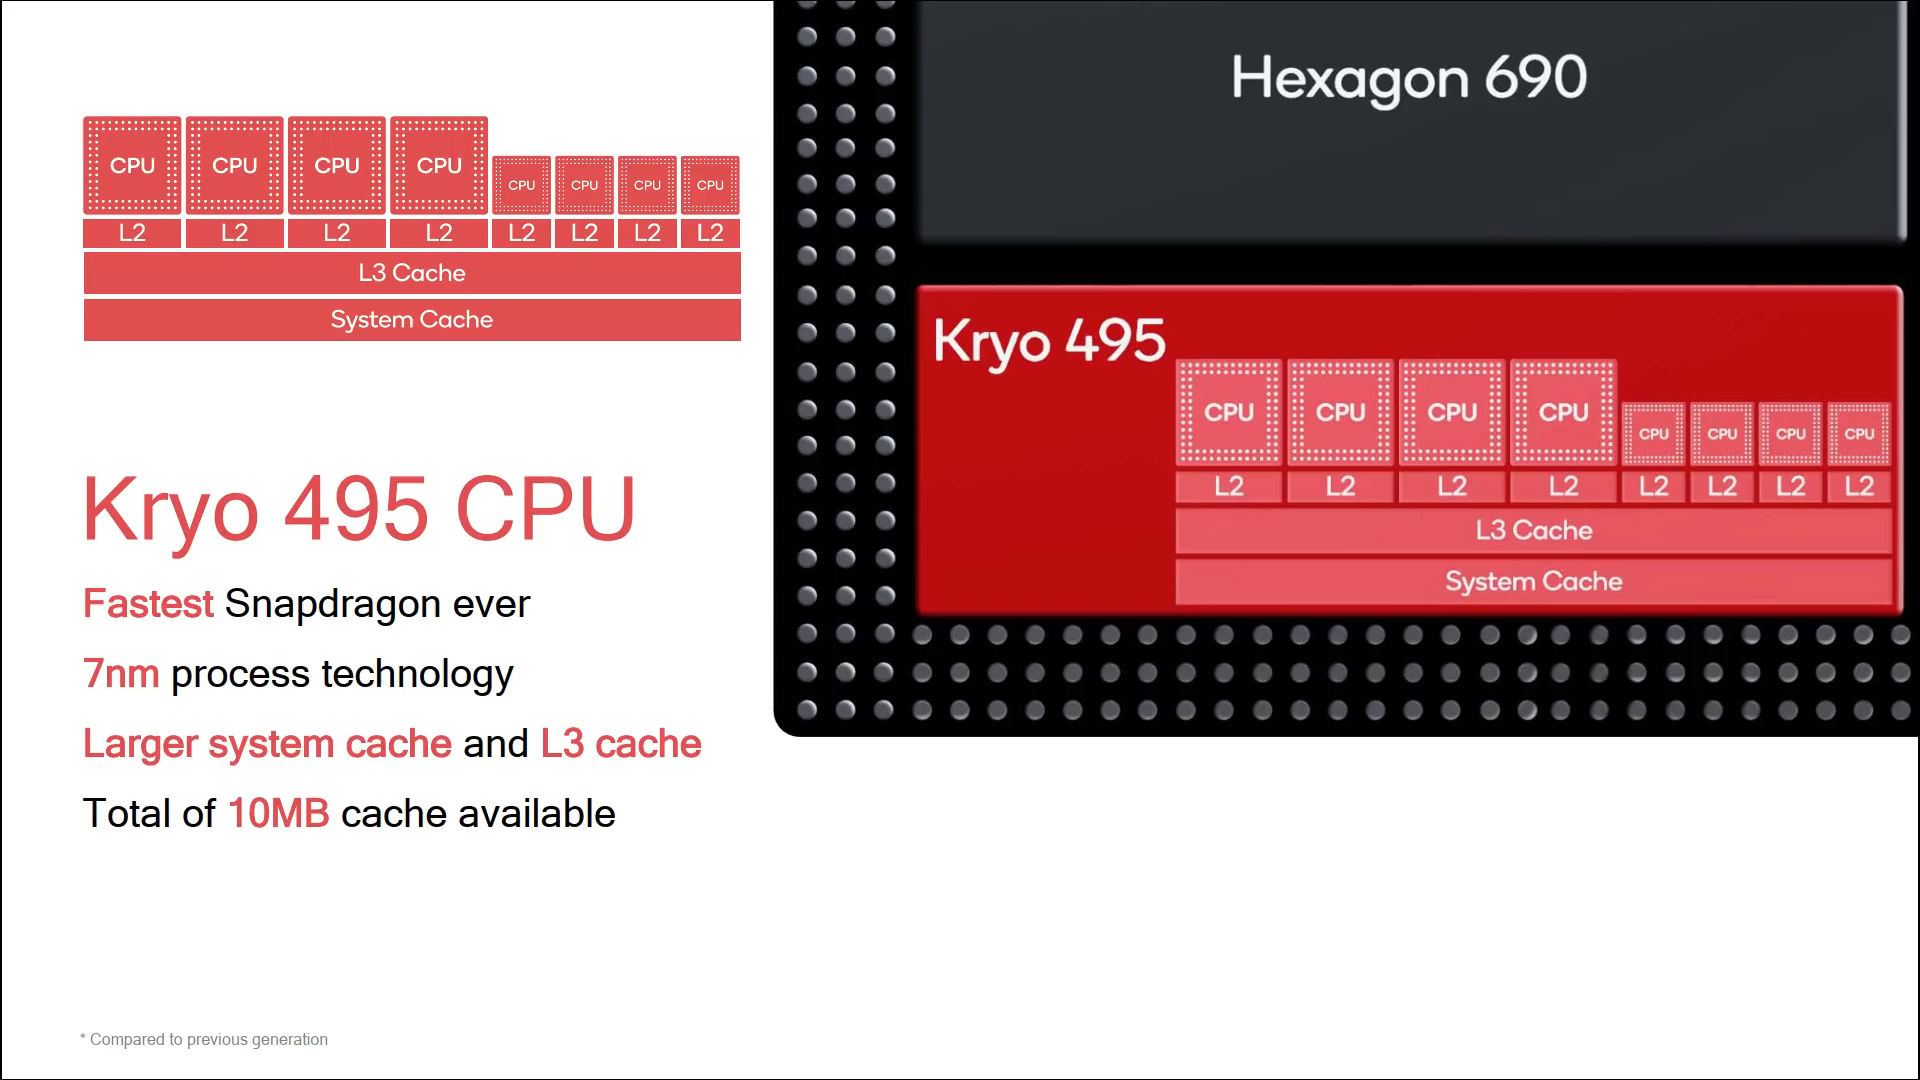 CPU CPU CPU CPU CPU CPU CPU CPU
L2 L2 L2 L2 L2 L2 L2 L2
L3 Cache
System Cache
Kryo 495 CPU
Fastest Snapdragon ever
7nm process technology
Larger system cache and L3 cache
Total of 10MB cache available
* Compared to previous generation
Hexagon 690
Kryo 495
CPU CPU CPU CPU CPU CPU CPU CPU
L2 L2 L2 L2 L2 L2 L2 L2
L3 Cache
System Cache